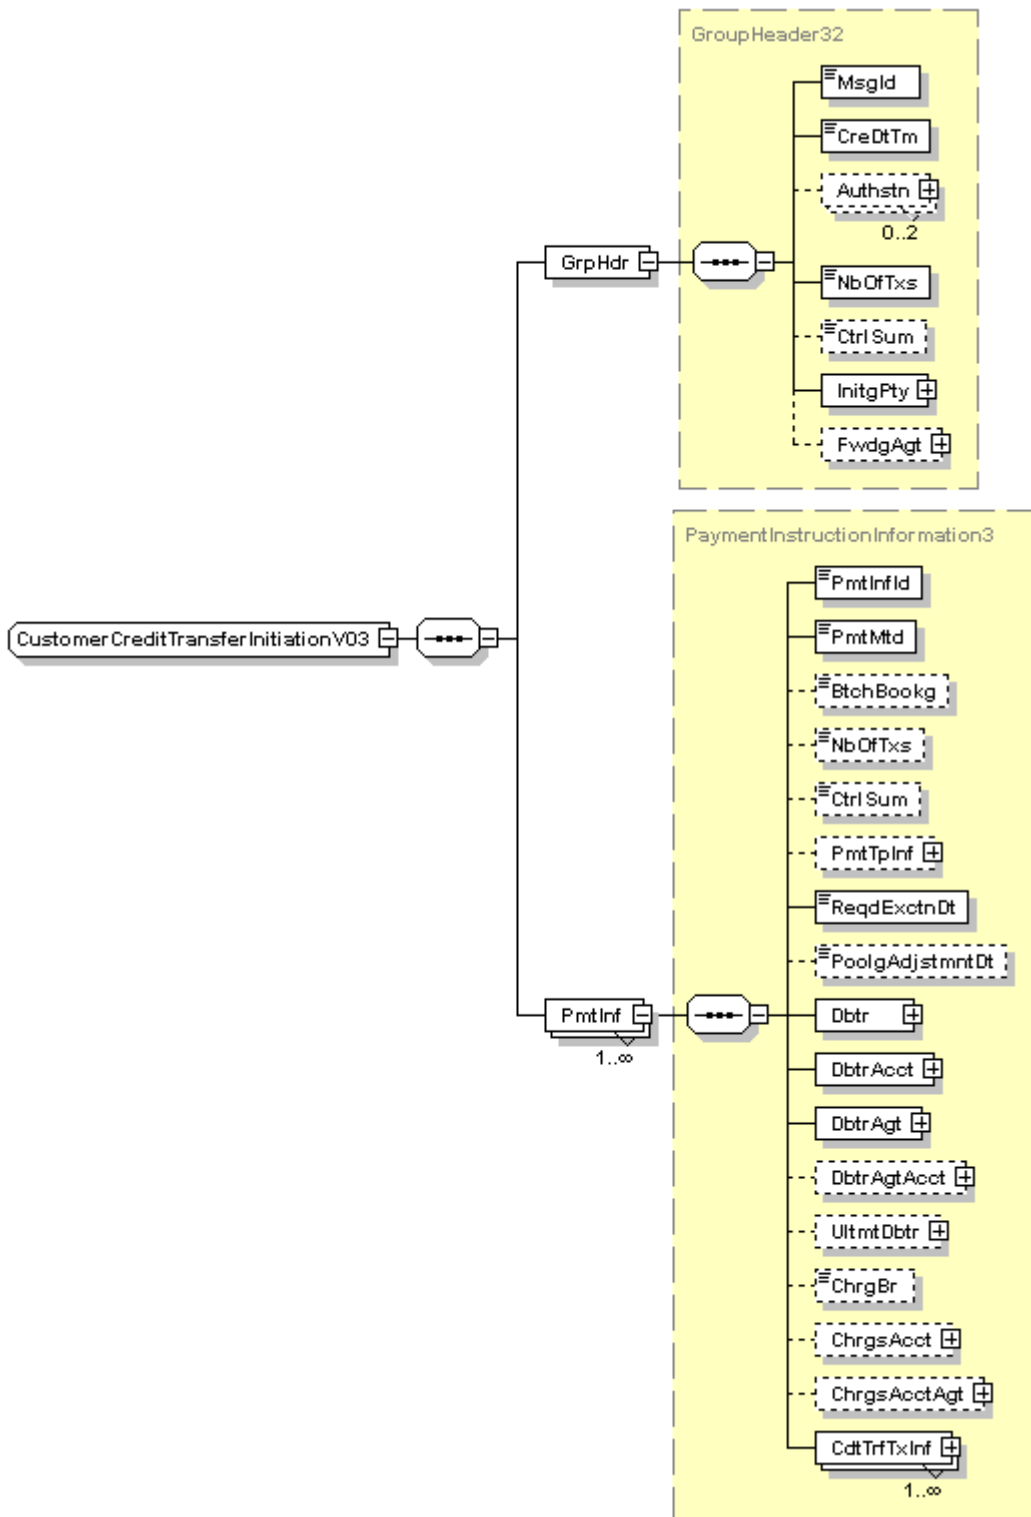 GroupHeader32
MsgId
CreDtTm
Authstn
0..2
GrpHdr
NbOfTxs
CtrlSum
InitgPty
FwdgAgt
PaymentInstructionInformation3
PmtInfId
CustomerCreditTransferInitiationV03
PmtMtd
BtchBookg
NbOfTxs
CtrlSum
PmtTpInf
ReqdExctnDt
PoolgAdjstmntDt
PmtInf
1..∞
Dbtr
DbtrAcct
DbtrAgt
DbtrAgtAcct
UltmtDbtr
ChrgBr
ChrgsAcct
ChrgsAcctAgt
CdtTrfTxInf
1..∞